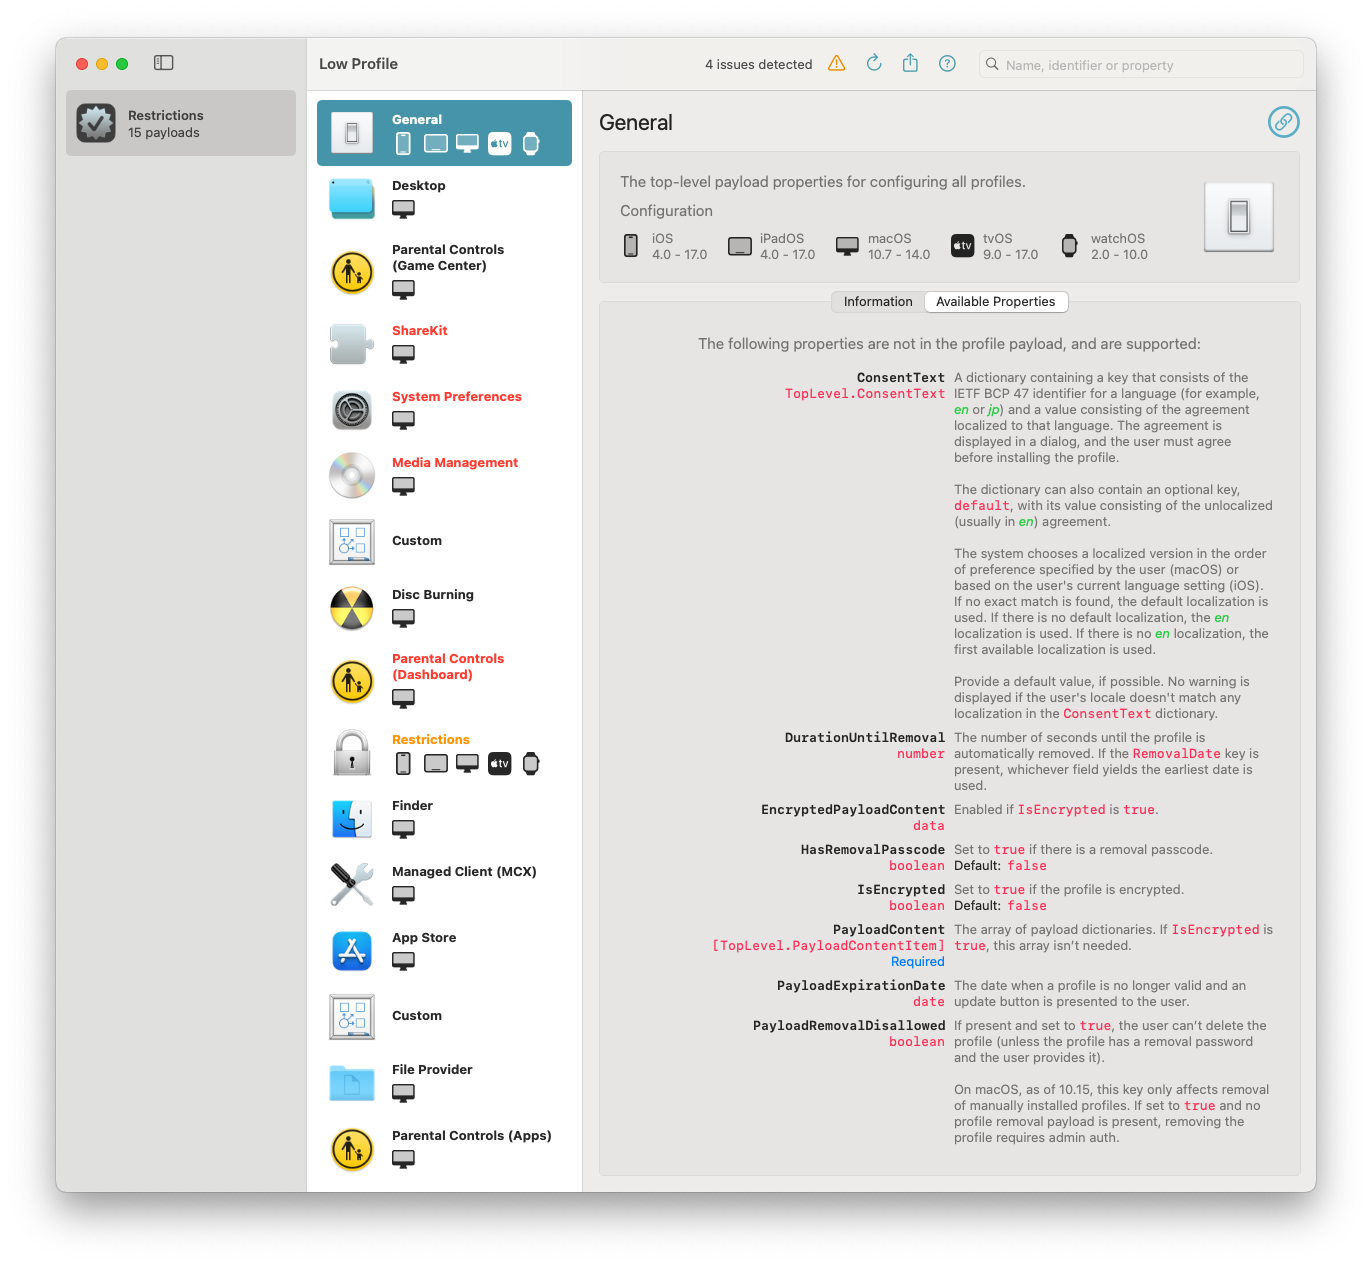 Low Profile
4 issues detected
Name, identifier or property
Restrictions
15 payloads
General
tv
Desktop
Parental Controls
(Game Center)
ShareKit
System Preferences
Media Management
Custom
Disc Burning
Parental Controls
(Dashboard)
Restrictions
tv
Finder
Managed Client (MCX)
App Store
Custom
File Provider
Parental Controls (Apps)
General
The top-level payload properties for configuring all profiles.
Configuration
iOS
4.0 - 17.0
iPadOS
4.0 - 17.0
macOS
10.7 - 14.0
tv
tvOS
9.0 - 17.0
watchOS
2.0 - 10.0
Information
Available Properties
The following properties are not in the profile payload, and are supported:
ConsentText
TopLevel.ConsentText
A dictionary containing a key that consists of the
IETF BCP 47 identifier for a language (for example,
en or jp) and a value consisting of the agreement
localized to that language. The agreement is
displayed in a dialog, and the user must agree
before installing the profile.
The dictionary can also contain an optional key,
default, with its value consisting of the unlocalized
(usually in en) agreement.
The system chooses a localized version in the order
of preference specified by the user (macOS) or
based on the user's current language setting (iOS).
If no exact match is found, the default localization is
used. If there is no default localization, the en
localization is used. If there is no en localization, the
first available localization is used.
Provide a default value, if possible. No warning is
displayed if the user's locale doesn't match any
localization in the ConsentText dictionary.
DurationUntilRemoval
number
The number of seconds until the profile is
automatically removed. If the RemovalDate key is
present, whichever field yields the earliest date is
used.
EncryptedPayloadContent
data
Enabled if IsEncrypted is true.
HasRemovalPasscode
boolean
Set to true if there is a removal passcode.
Default: false
IsEncrypted
boolean
Set to true if the profile is encrypted.
Default: false
PayloadContent
[TopLevel.PayloadContentItem]
Required
The array of payload dictionaries. If IsEncrypted is
true, this array isn’t needed.
PayloadExpirationDate
date
The date when a profile is no longer valid and an
update button is presented to the user.
PayloadRemovalDisallowed
boolean
If present and set to true, the user can’t delete the
profile (unless the profile has a removal password
and the user provides it).
On macOS, as of 10.15, this key only affects removal
of manually installed profiles. If set to true and no
profile removal payload is present, removing the
profile requires admin auth.